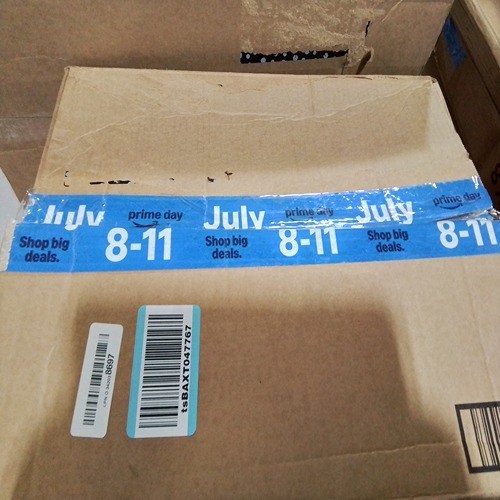 July
prime day
Shop big
deals.
8-11
July
prime day
Shop big
deals.
8-11
July
prime day
Shop big
deals.
8-11
8697
tsBAXT047767